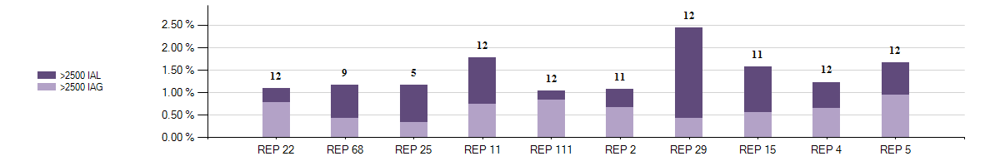 2.50 %
2.00 %
1.50 %
1.00 %
0.50 %
0.00 %
>2500 IAL
>2500 IAG
12 9 5 12 12 11 12 11 12 12
REP 22 REP 68 REP 25 REP 11 REP 111 REP 2 REP 29 REP 15 REP 4 REP 5